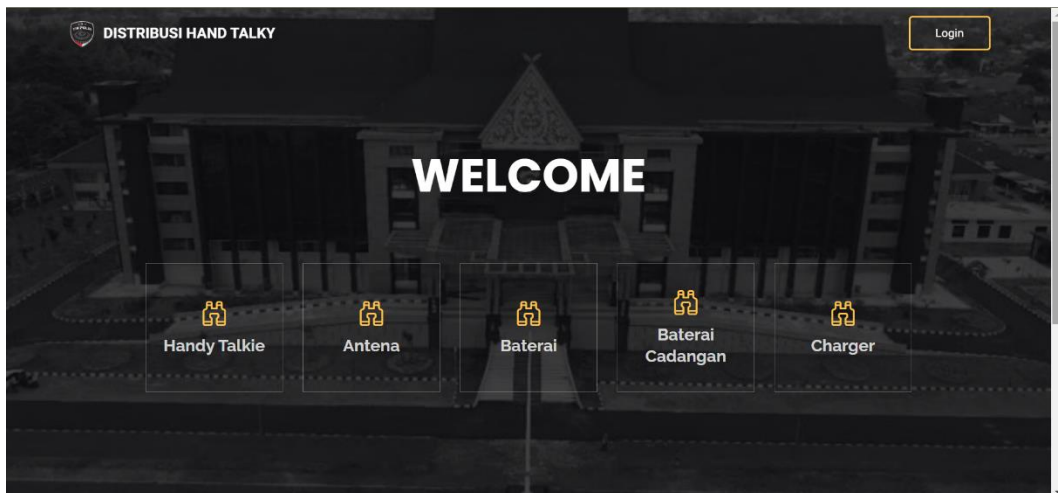 DISTRIBUSI HAND TALKY
Login
WELCOME
Handy Talkie
Antena
Baterai
Baterai
Cadangan
Charger